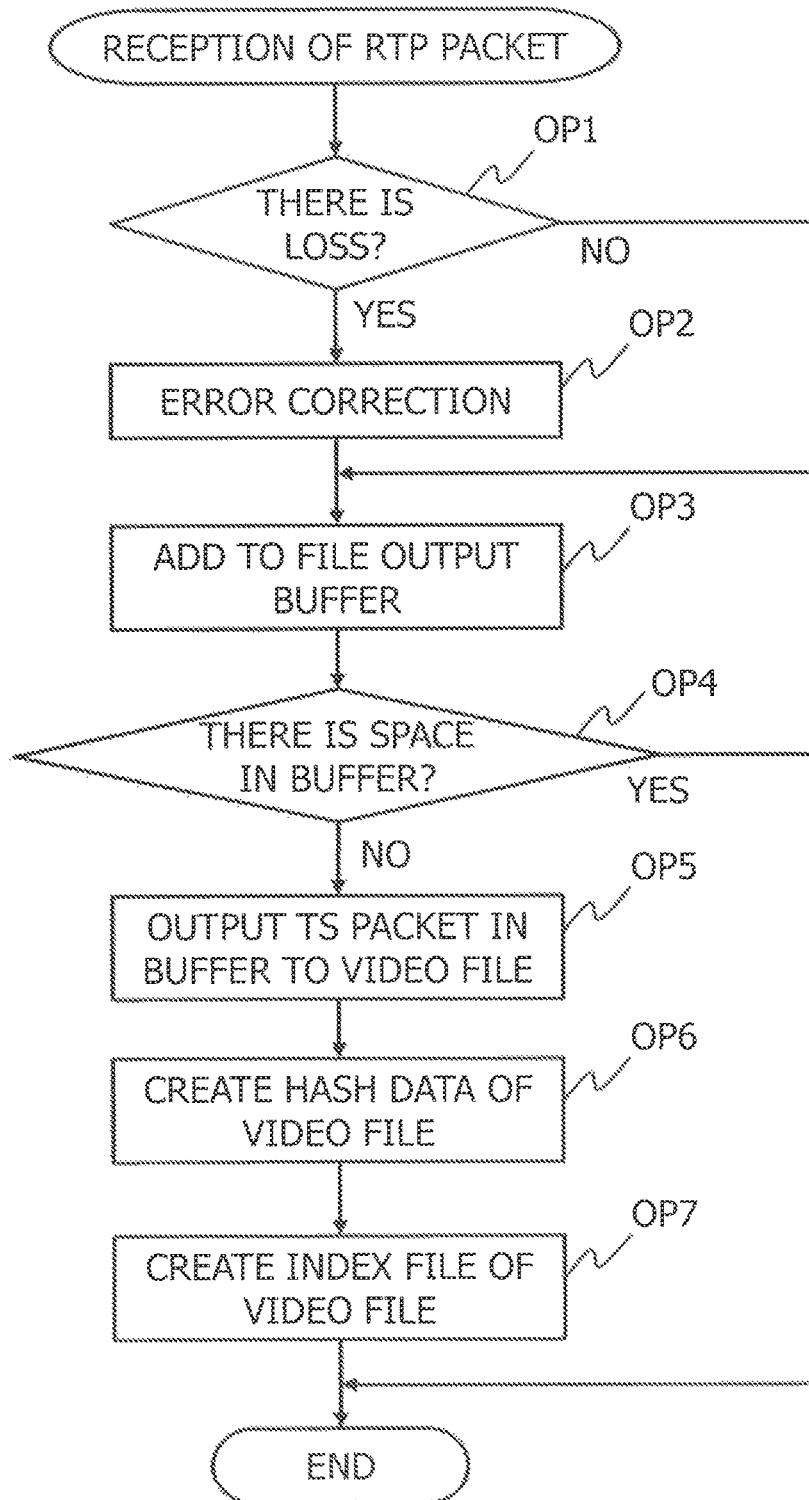 RECEPTION OF RTP PACKET
OP1
THERE IS
LOSS?
NO
YES
OP2
ERROR CORRECTION
OP3
ADD TO FILE OUTPUT
BUFFER
OP4
THERE IS SPACE
IN BUFFER?
YES
NO
OP5
OUTPUT TS PACKET IN
BUFFER TO VIDEO FILE
OP6
CREATE HASH DATA OF
VIDEO FILE
OP7
CREATE INDEX FILE OF
VIDEO FILE
END